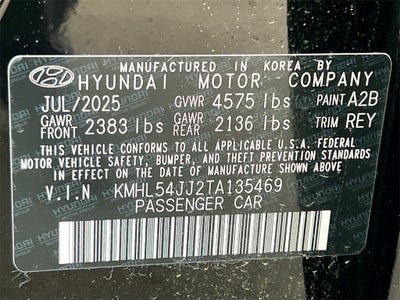 MANUFACTURED IN KOREA BY
HYUNDAI MOTOR COMPANY
JUL/2025 GVWR 4575 lbs PAINT A2B
GAWR FRONT 2383 lbs GAWR REAR 2136 lbs TRIM REY
THIS VEHICLE CONFORMS TO ALL APPLICABLE U.S.A. FEDERAL
MOTOR VEHICLE SAFETY, BUMPER, AND THEFT PREVENTION STANDARDS
IN EFFECT ON THE DATE OF MANUFACTURE SHOWN ABOVE.
V.I.N. KMHL54JJ2TA135469
PASSENGER CAR